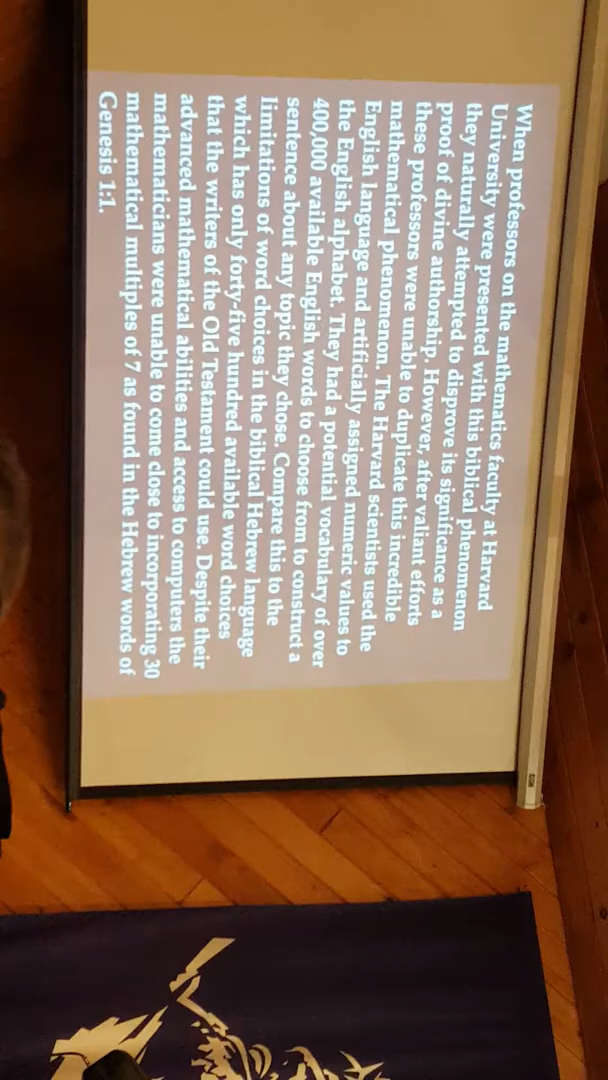 When professors on the mathematics faculty at Harvard
University were presented with this biblical phenomenon
they naturally attempted to disprove its significance as a
proof of divine authorship. However, after valiant efforts
these professors were unable to duplicate this incredible
mathematical phenomenon. The Harvard scientists used the
English language and artificially assigned numeric values to
the English alphabet. They had a potential vocabulary of over
400,000 available English words to choose from to construct a
sentence about any topic they chose. Compare this to the
limitations of word choices in the biblical Hebrew language
which has only forty-five hundred available word choices
that the writers of the Old Testament could use. Despite their
advanced mathematical abilities and access to computers the
mathematicians were unable to come close to incorporating 30
mathematical multiples of 7 as found in the Hebrew words of
Genesis 1:1.